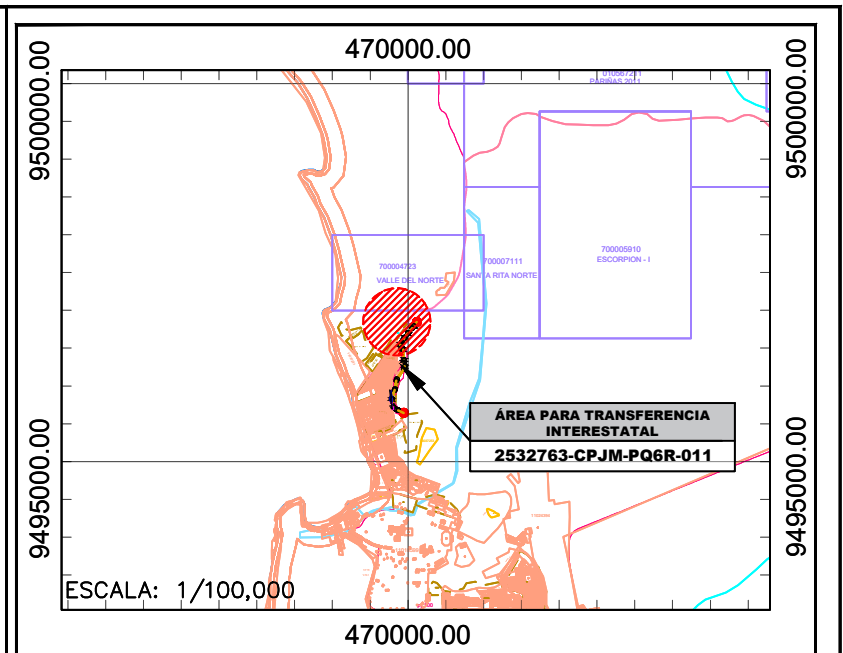 470000.00
9500000.00
9500000.00
PARIÑAS 2011
700004723
VALLE DEL NORTE
700007111
SANTA RITA NORTE
700005910
ESCORPION - I
ÁREA PARA TRANSFERENCIA
INTERESTATAL
2532763-CPJM-PQ6R-011
9495000.00
9495000.00
ESCALA: 1/100,000
470000.00